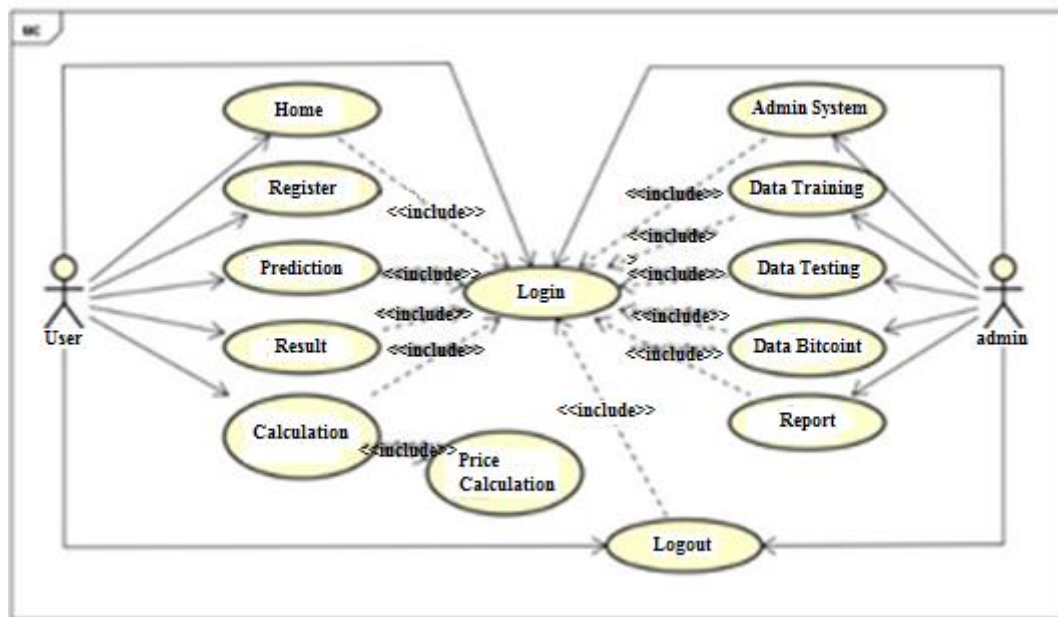 uc
Home
Admin System
Register
Data Training
<<include>>
<<include>>
<<include>
>
Prediction
<<include>>
<<include>>
Data Testing
Login
<<include>>
<<include>>
User
Result
<<include>>
<<include>>
Data Bitcoint
admin
<<include>>
Calculation
Report
<<include>>
Price
Calculation
Logout